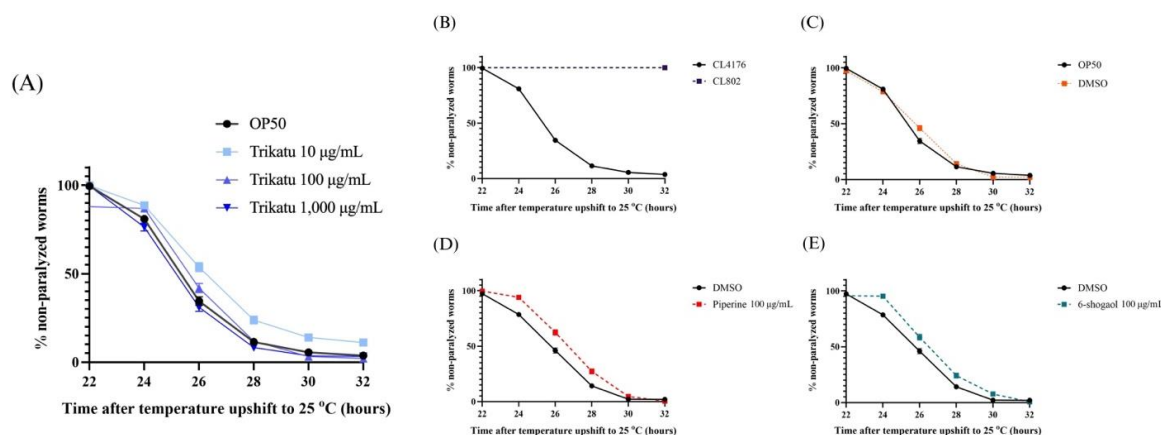 (A)
OP50
Trikatu 10 μg/mL
Trikatu 100 μg/mL
Trikatu 1,000 μg/mL
% non-paralyzed worms
100
50
0
22 24 26 28 30 32
Time after temperature upshift to 25 °C (hours)
(B)
CL4176
CL802
% non-paralyzed worms
100
50
0
22 24 26 28 30 32
Time after temperature upshift to 25 °C (hours)
(C)
OP50
DMSO
% non-paralyzed worms
100
50
0
22 24 26 28 30 32
Time after temperature upshift to 25 °C (hours)
(D)
DMSO
Piperine 100 μg/mL
% non-paralyzed worms
100
50
0
22 24 26 28 30 32
Time after temperature upshift to 25 °C (hours)
(E)
DMSO
6-shogaol 100 μg/mL
% non-paralyzed worms
100
50
0
22 24 26 28 30 32
Time after temperature upshift to 25 °C (hours)